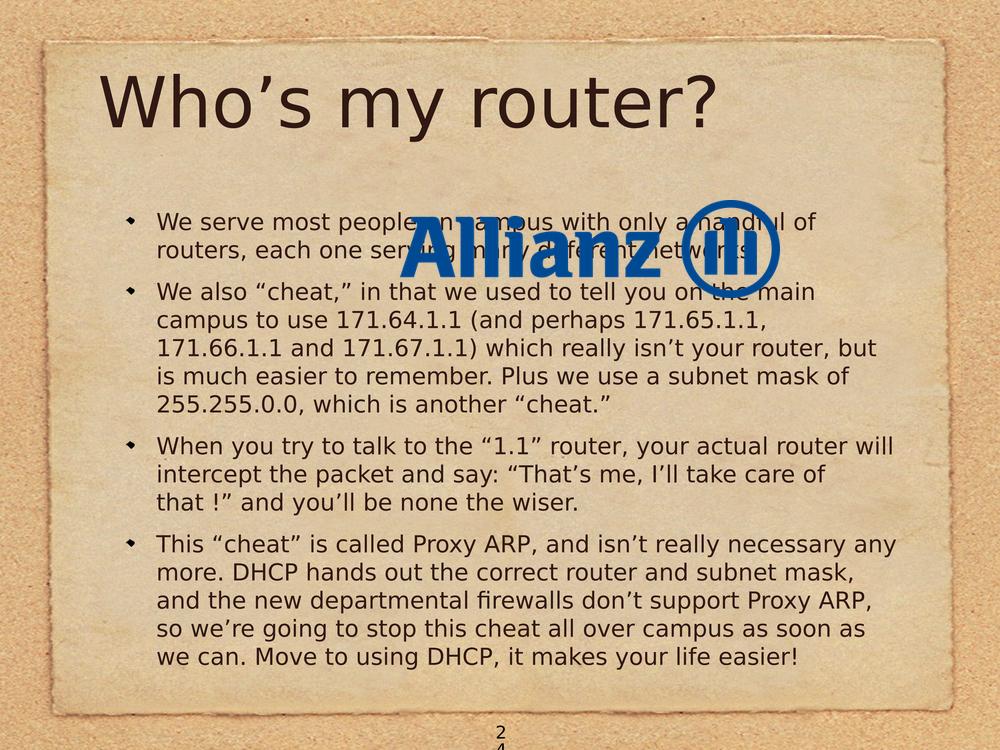 Who’s my router?
We serve most people on campus with only a handful of
routers, each one serving many different networks.
Allianz
We also “cheat,” in that we used to tell you on the main
campus to use 171.64.1.1 (and perhaps 171.65.1.1,
171.66.1.1 and 171.67.1.1) which really isn’t your router, but
is much easier to remember. Plus we use a subnet mask of
255.255.0.0, which is another “cheat.”
When you try to talk to the “1.1” router, your actual router will
intercept the packet and say: “That’s me, I’ll take care of
that !” and you’ll be none the wiser.
This “cheat” is called Proxy ARP, and isn’t really necessary any
more. DHCP hands out the correct router and subnet mask,
and the new departmental firewalls don’t support Proxy ARP,
so we’re going to stop this cheat all over campus as soon as
we can. Move to using DHCP, it makes your life easier!
2
4